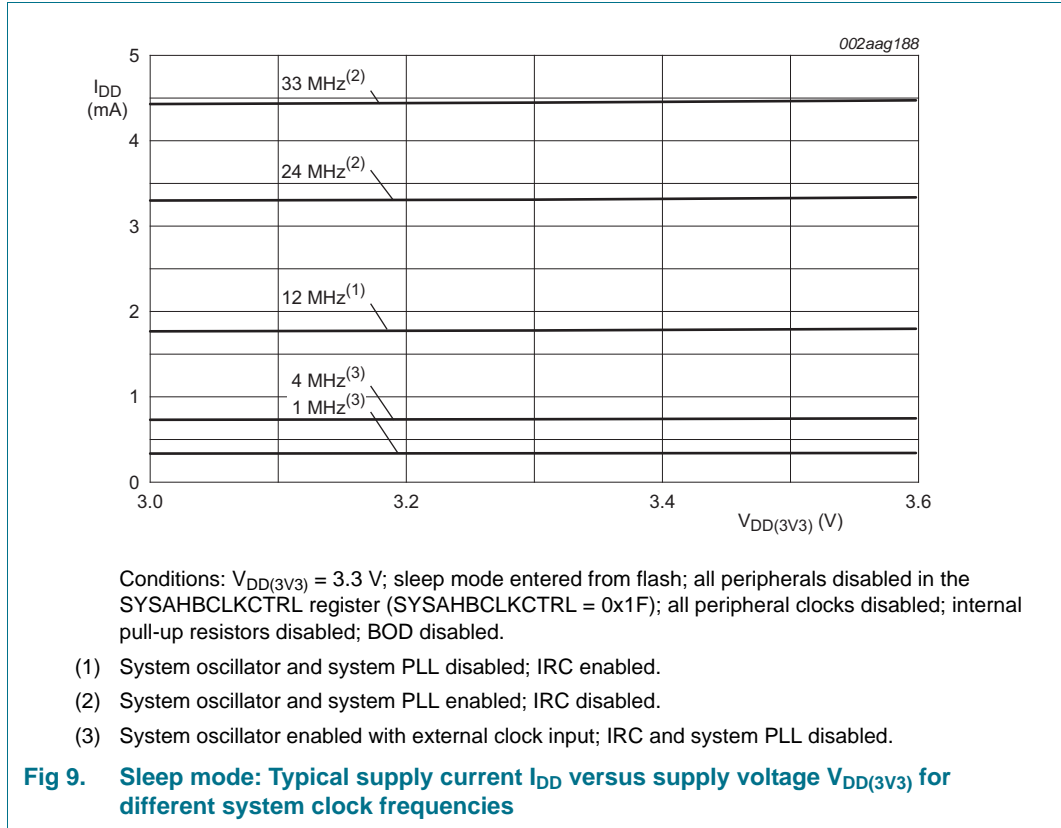 002aag188
5
I_DD
(mA)
33 MHz(2)
4
24 MHz(2)
3
2
12 MHz(1)
1
4 MHz(3)
1 MHz(3)
0
3.0
3.2
3.4
3.6
V_DD(3V3) (V)
Conditions: V_DD(3V3) = 3.3 V; sleep mode entered from flash; all peripherals disabled in the
SYSAHBCLKCTRL register (SYSAHBCLKCTRL = 0x1F); all peripheral clocks disabled; internal
pull-up resistors disabled; BOD disabled.
(1) System oscillator and system PLL disabled; IRC enabled.
(2) System oscillator and system PLL enabled; IRC disabled.
(3) System oscillator enabled with external clock input; IRC and system PLL disabled.
Fig 9. Sleep mode: Typical supply current I_DD versus supply voltage V_DD(3V3) for
different system clock frequencies